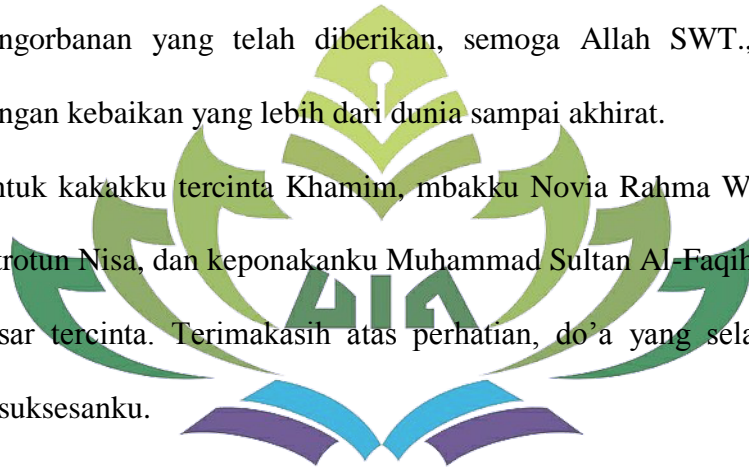 ngorbanan yang telah diberikan, semoga Allah SWT.,
ngan kebaikan yang lebih dari dunia sampai akhirat.
ntuk kakakku tercinta Khamim, mbakku Novia Rahma W
trotun Nisa, dan keponakanku Muhammad Sultan Al-Faqih
sar tercinta. Terimakasih atas perhatian, do’a yang sela
suksesanku.
UIN